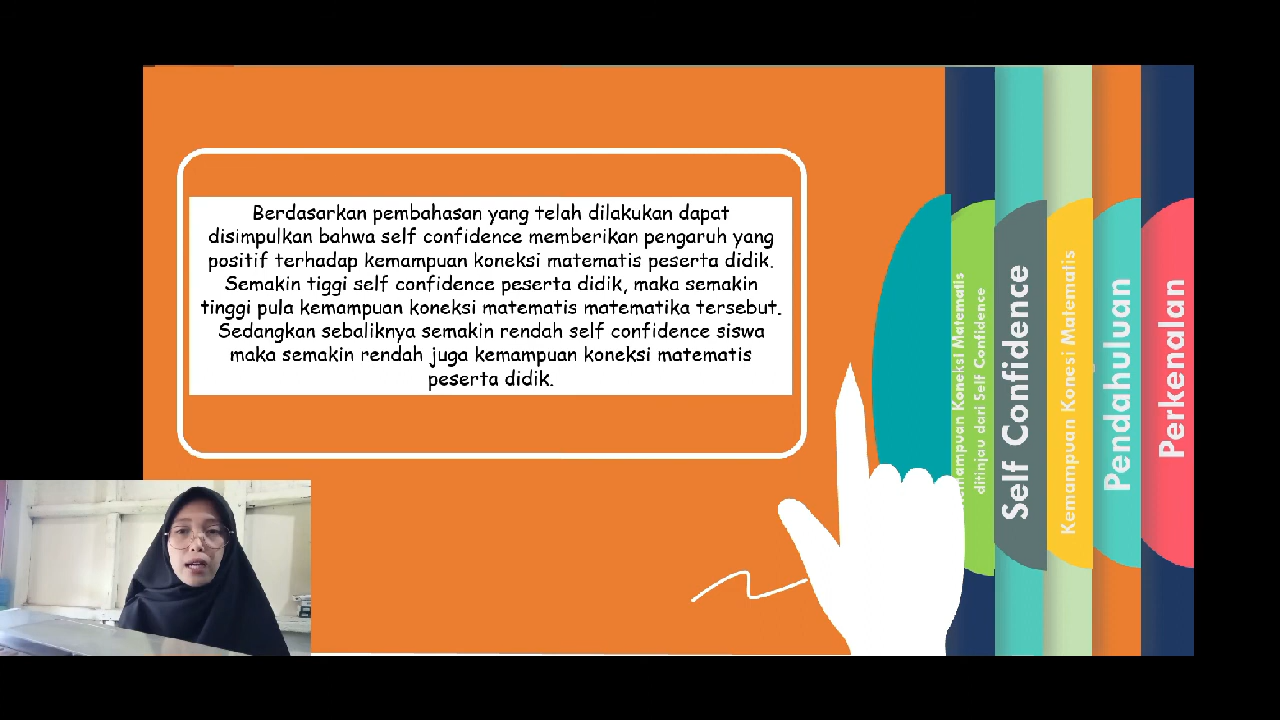 Berdasarkan pembahasan yang telah dilakukan dapat
disimpulkan bahwa self confidence memberikan pengaruh yang
positif terhadap kemampuan koneksi matematis peserta didik.
Semakin tiggi self confidence peserta didik, maka semakin
tinggi pula kemampuan koneksi matematis matematika tersebut.
Sedangkan sebaliknya semakin rendah self confidence siswa
maka semakin rendah juga kemampuan koneksi matematis
peserta didik.
Koneksi Matematis
ditinjau dari Self Confidence
Self Confidence
Kemampuan Konesi Matematis
Pendahuluan
Perkenalan